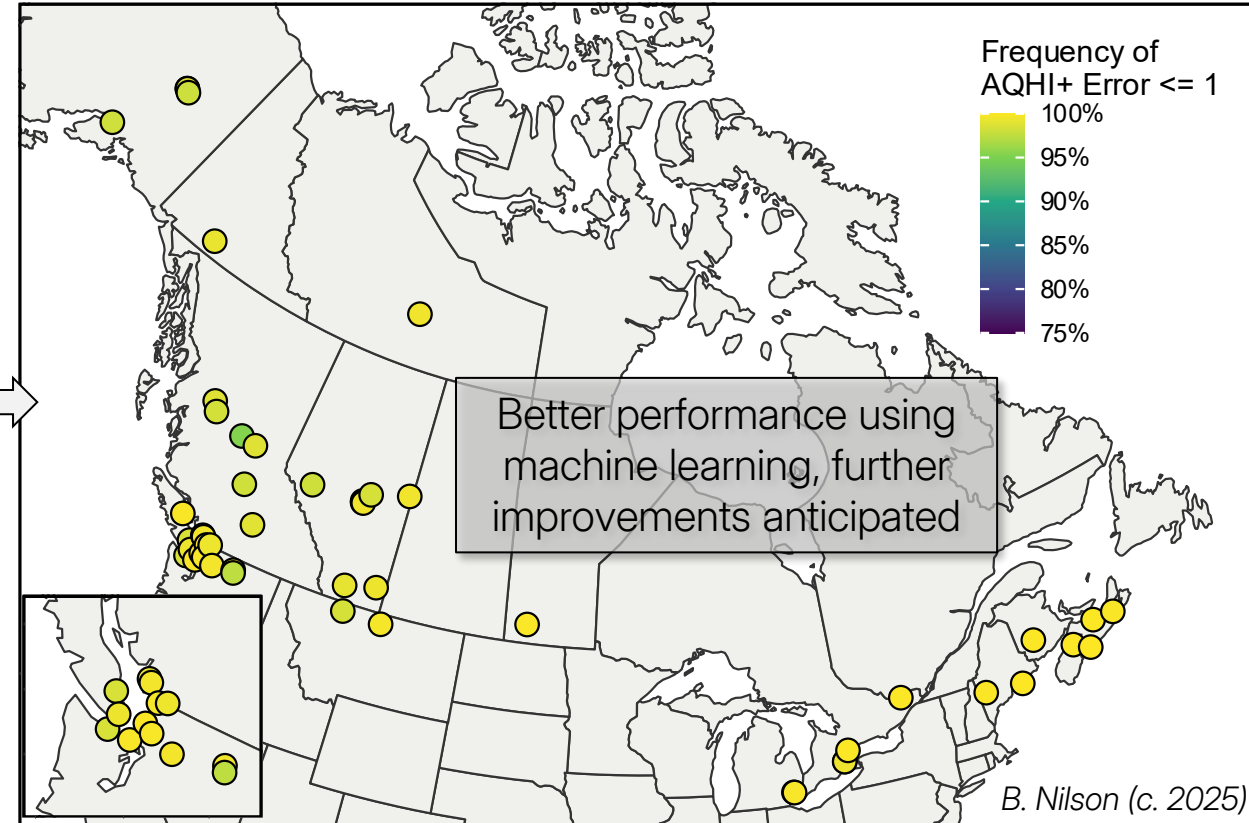 Frequency of
AQHI+ Error <= 1
100%
95%
90%
85%
80%
75%
Better performance using
machine learning, further
improvements anticipated
B. Nilson (c. 2025)